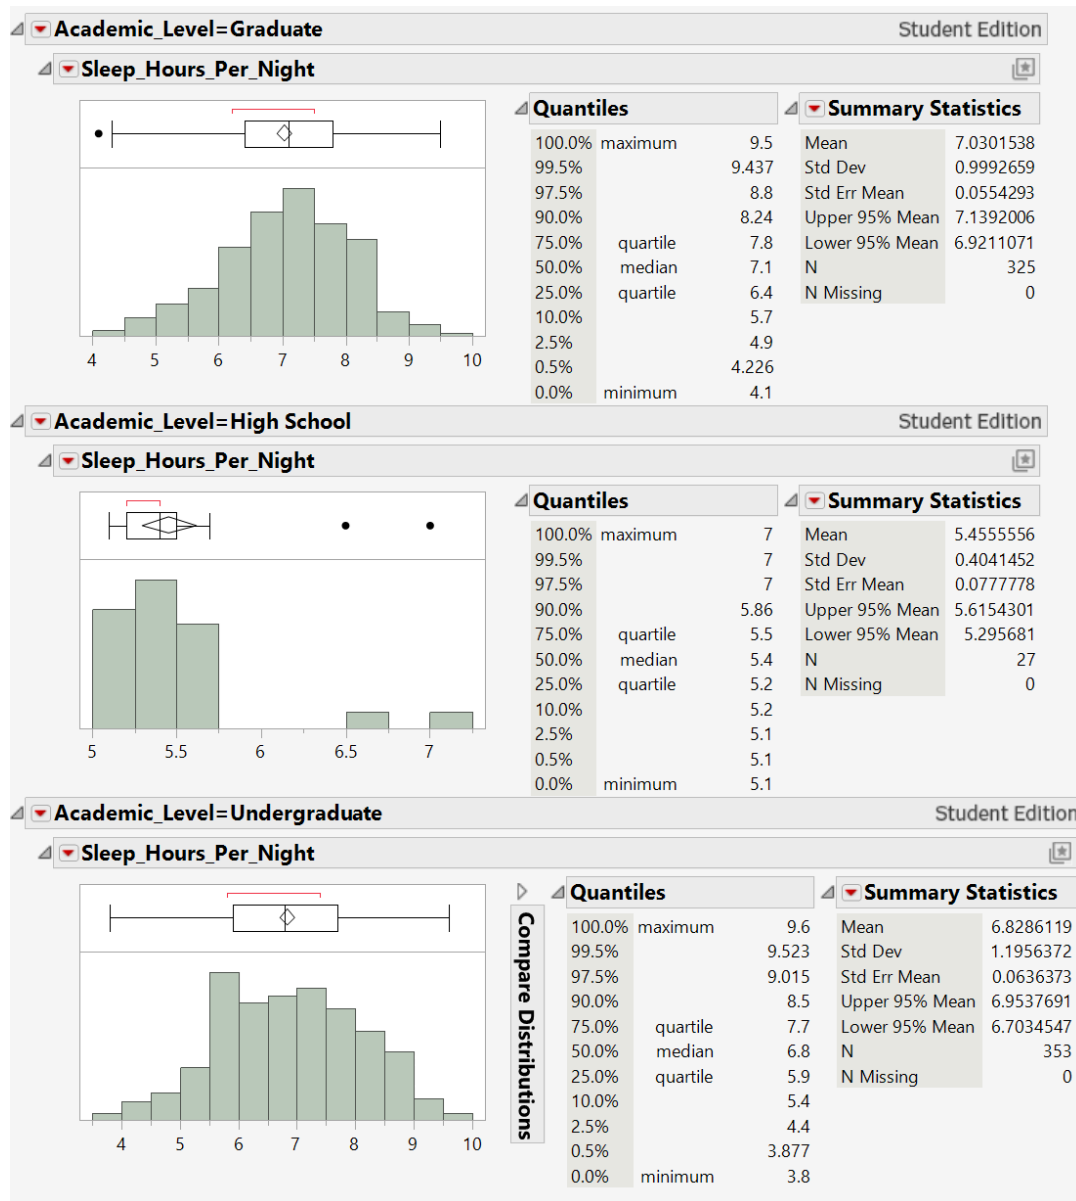 Academic_Level=Graduate Student Edition
Sleep_Hours_Per_Night
Quantiles
100.0% maximum 9.5
99.5% 9.437
97.5% 8.8
90.0% 8.24
75.0% quartile 7.8
50.0% median 7.1
25.0% quartile 6.4
10.0% 5.7
2.5% 4.9
0.5% 4.226
0.0% minimum 4.1
Summary Statistics
Mean 7.0301538
Std Dev 0.9992659
Std Err Mean 0.0554293
Upper 95% Mean 7.1392006
Lower 95% Mean 6.9211071
N 325
N Missing 0
4 5 6 7 8 9 10
Academic_Level=High School Student Edition
Sleep_Hours_Per_Night
Quantiles
100.0% maximum 7
99.5% 7
97.5% 7
90.0% 5.86
75.0% quartile 5.5
50.0% median 5.4
25.0% quartile 5.2
10.0% 5.2
2.5% 5.1
0.5% 5.1
0.0% minimum 5.1
Summary Statistics
Mean 5.4555556
Std Dev 0.4041452
Std Err Mean 0.0777778
Upper 95% Mean 5.6154301
Lower 95% Mean 5.295681
N 27
N Missing 0
5 5.5 6 6.5 7
Academic_Level=Undergraduate Student Edition
Sleep_Hours_Per_Night
Compare Distributions
Quantiles
100.0% maximum 9.6
99.5% 9.523
97.5% 9.015
90.0% 8.5
75.0% quartile 7.7
50.0% median 6.8
25.0% quartile 5.9
10.0% 5.4
2.5% 4.4
0.5% 3.877
0.0% minimum 3.8
Summary Statistics
Mean 6.8286119
Std Dev 1.1956372
Std Err Mean 0.0636373
Upper 95% Mean 6.9537691
Lower 95% Mean 6.7034547
N 353
N Missing 0
4 5 6 7 8 9 10